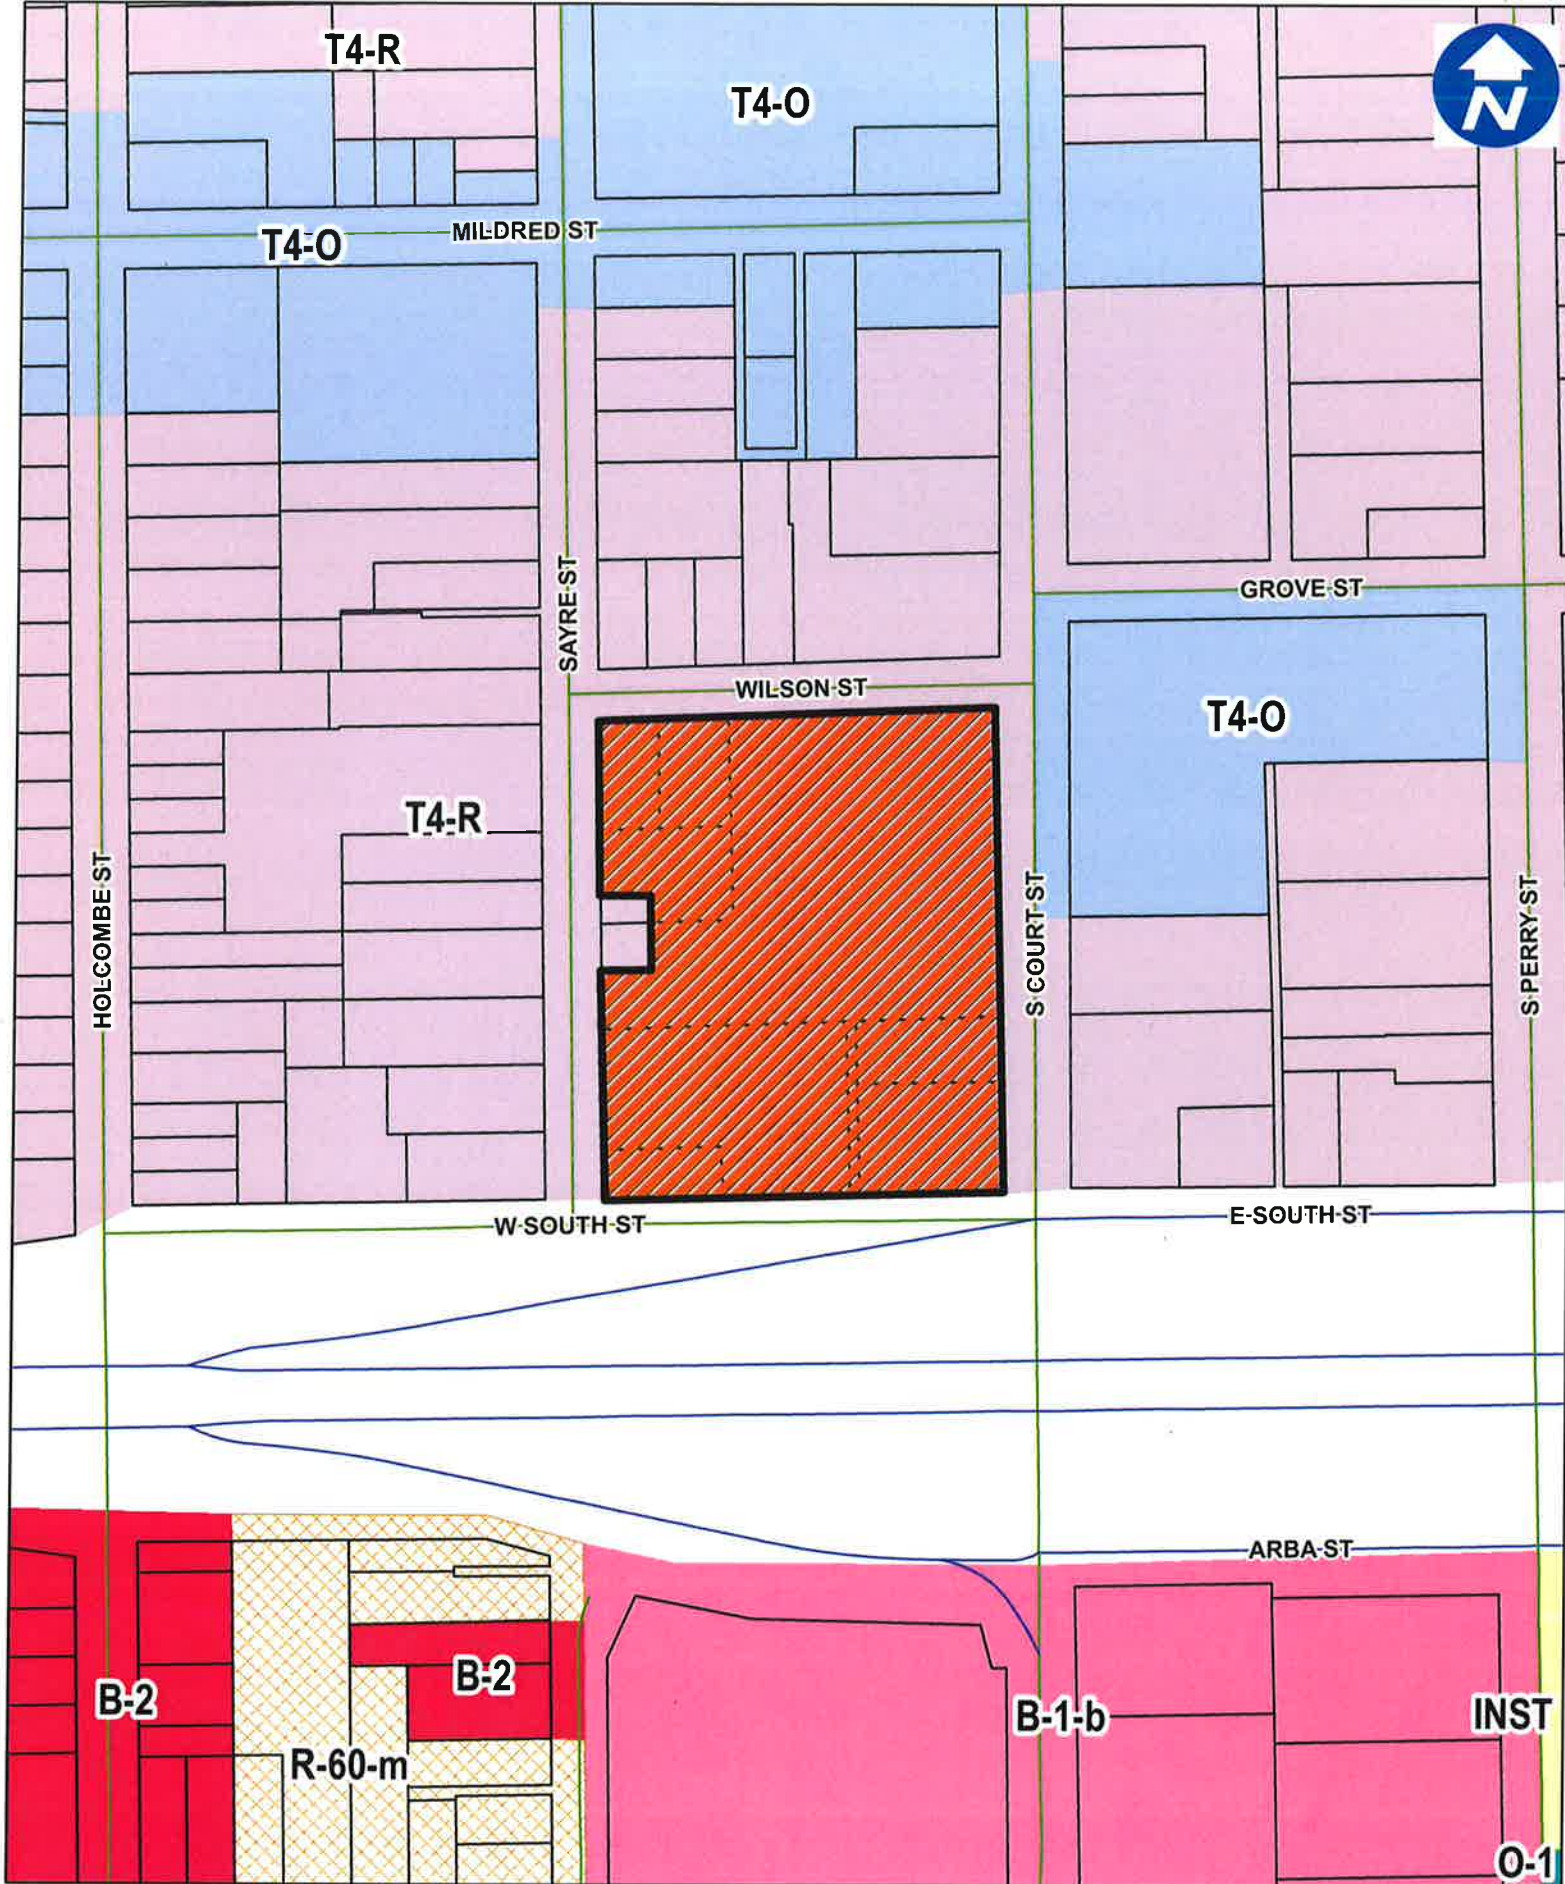 T4-R
T4-O
N
MILDRED ST
T4-O
SAYRE ST
GROVE ST
WILSON ST
T4-O
T4-R
HOLCOMBE ST
S COURT ST
S PERRY ST
W SOUTH ST
E SOUTH ST
ARBA ST
B-2
B-2
B-1-b
INST
R-60-m
O-1